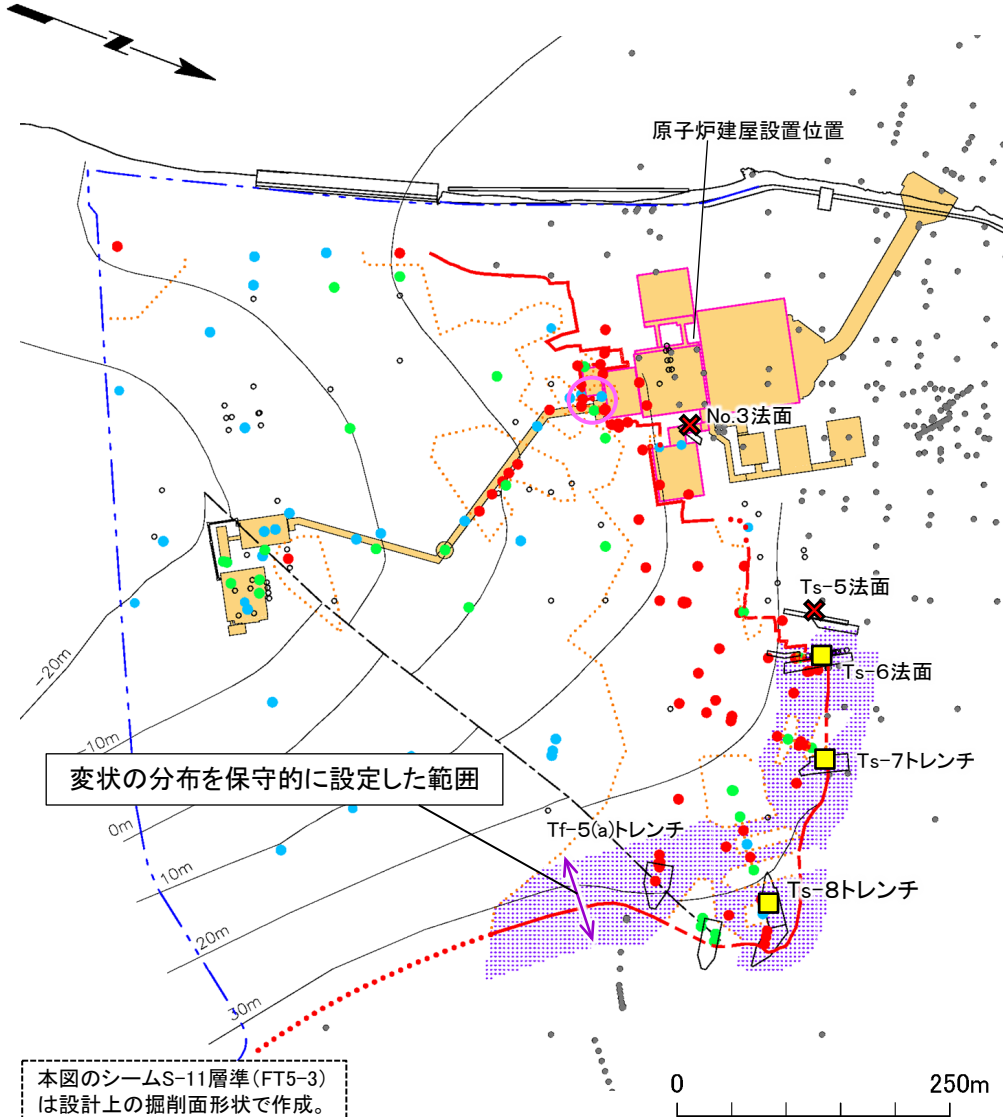 原子炉建屋設置位置
No.3法面
Ts-5法面
Ts-6法面
Ts-7トレンチ
Tf-5(a)トレンチ
Ts-8トレンチ
変状の分布を保守的に設定した範囲
-20m
-10m
0m
10m
20m
30m
本図のシームS-11層準(FT5-3)
は設計上の掘削面形状で作成。
0 250m